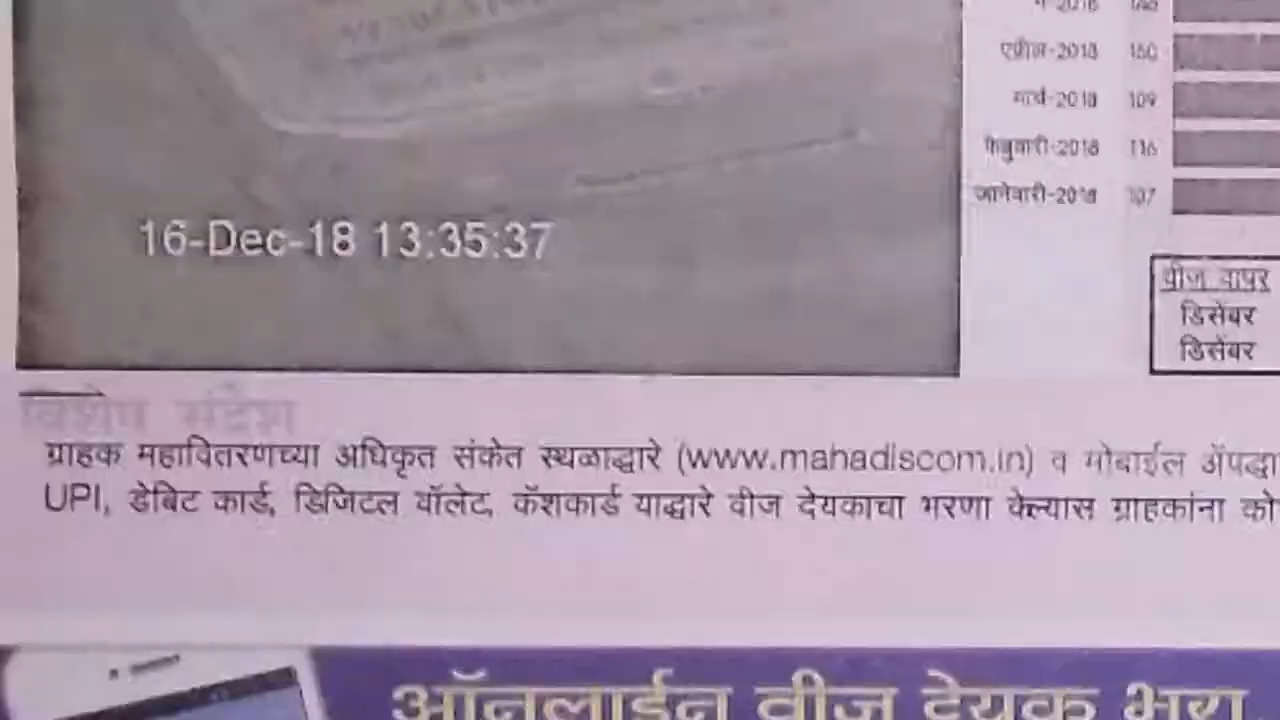 एप्रील-2018 150
मार्च-2018 109
फेब्रुवारी-2018 116
जानेवारी-2018 107
16-Dec-18 13:35:37
वीज वापर
डिसेंबर
डिसेंबर
विशेष संदेश
ग्राहक महावितरणच्या अधिकृत संकेत स्थळाद्वारे (www.mahadiscom.in) व मोबाईल ॲपद्वा
UPI, डेबिट कार्ड, डिजिटल वॉलेट, कॅशकार्ड याद्वारे वीज देयकाचा भरणा केल्यास ग्राहकांना को
ऑनलाईन वीज देयक भरा